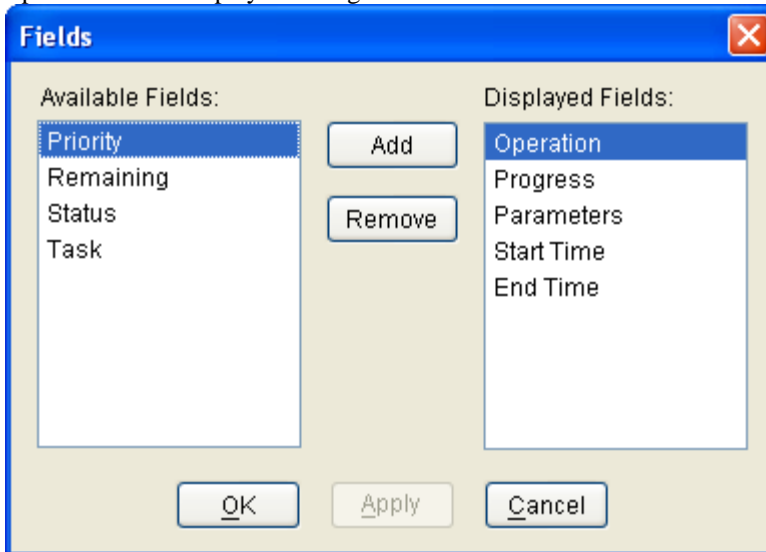 Fields
Available Fields:
Displayed Fields:
Priority
Remaining
Status
Task
Add
Remove
Operation
Progress
Parameters
Start Time
End Time
OK
Apply
Cancel